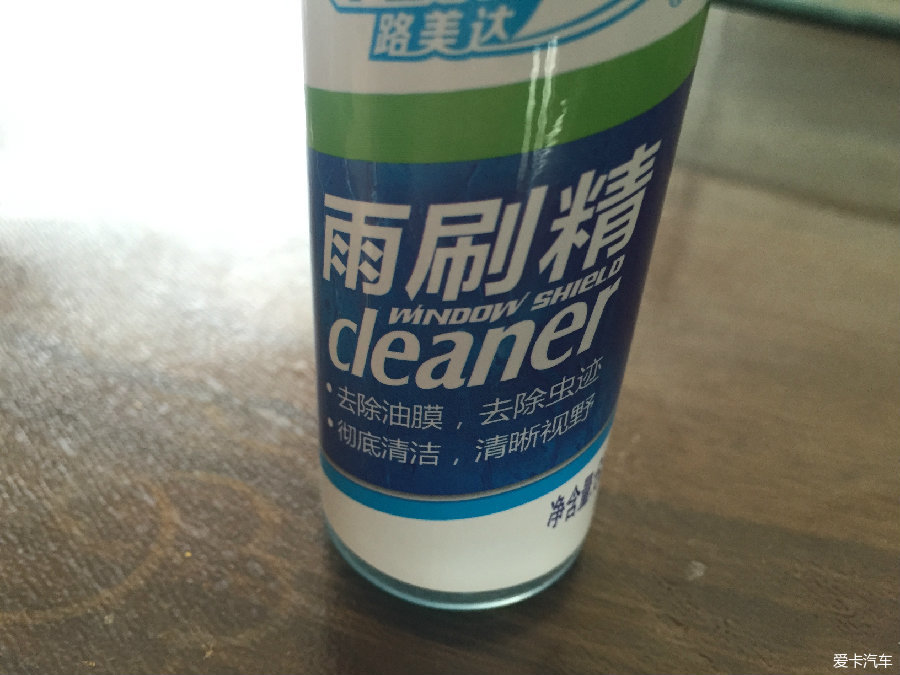 路美达
雨刷精
WINDOW SHIELD
cleaner
• 去除油膜，去除虫迹
• 彻底清洁，清晰视野
净含量
爱卡汽车